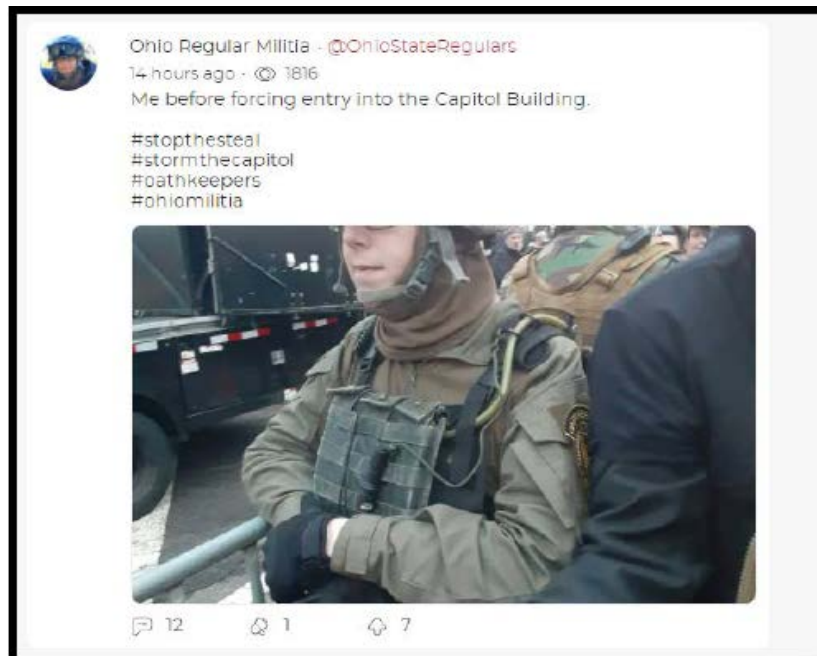 Ohio Regular Militia · @OhioStateRegulars
14 hours ago · 1816
Me before forcing entry into the Capitol Building.
#stopthesteal
#stormthecapitol
#oathkeepers
#ohiomilitia
12 1 7